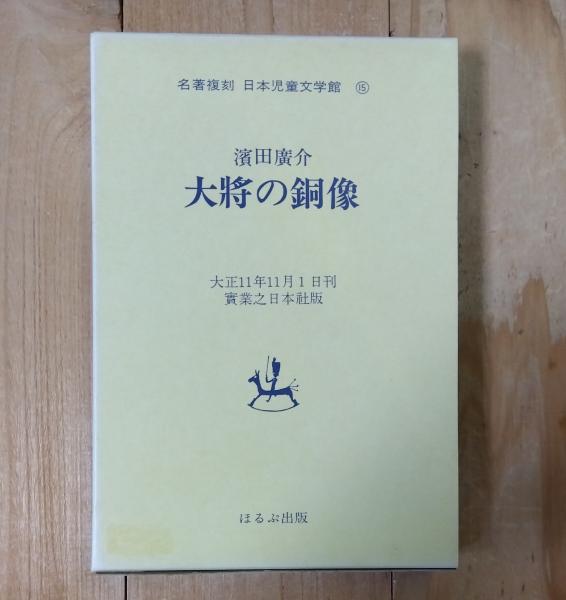 名著複刻 日本児童文学館 ⑮
濱田廣介
大將の銅像
大正11年11月1日刊
實業之日本社版
ほるぷ出版